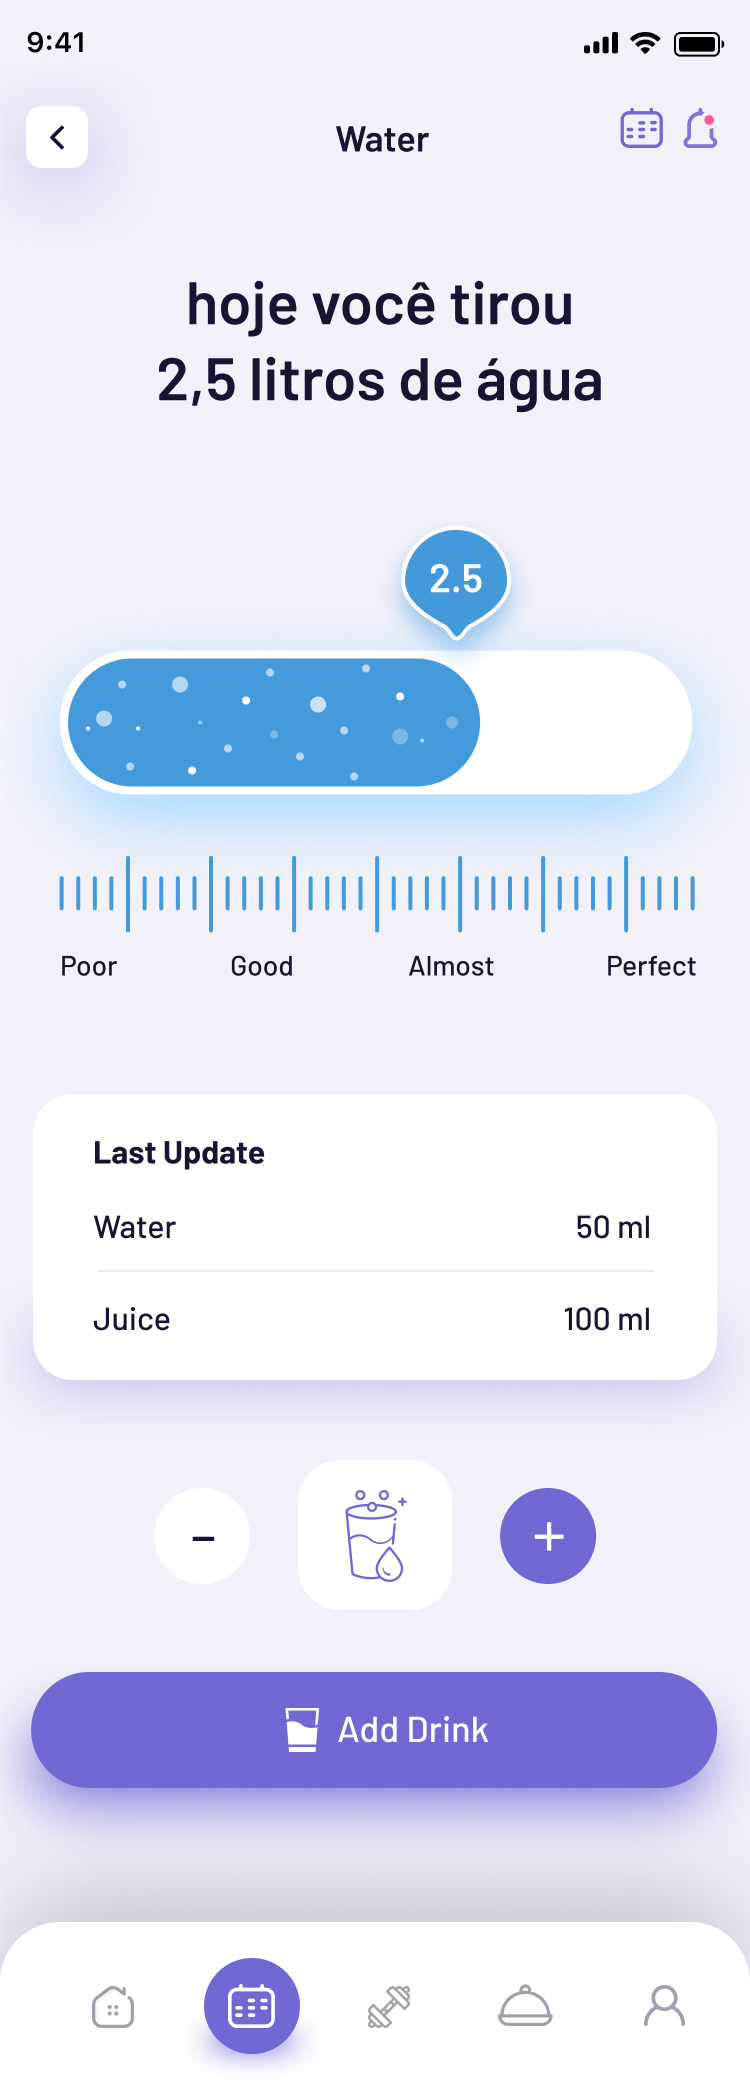 9:41
Water
hoje você tirou
2,5 litros de água
2.5
Poor Good Almost Perfect
Last Update
Water 50 ml
Juice 100 ml
- +
Add Drink